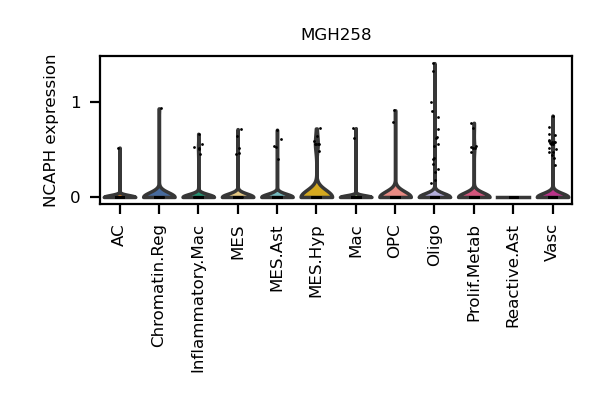 MGH258
NCAPH expression
1
0
AC
Chromatin.Reg
Inflammatory.Mac
MES
MES.Ast
MES.Hyp
Mac
OPC
Oligo
Prolif.Metab
Reactive.Ast
Vasc